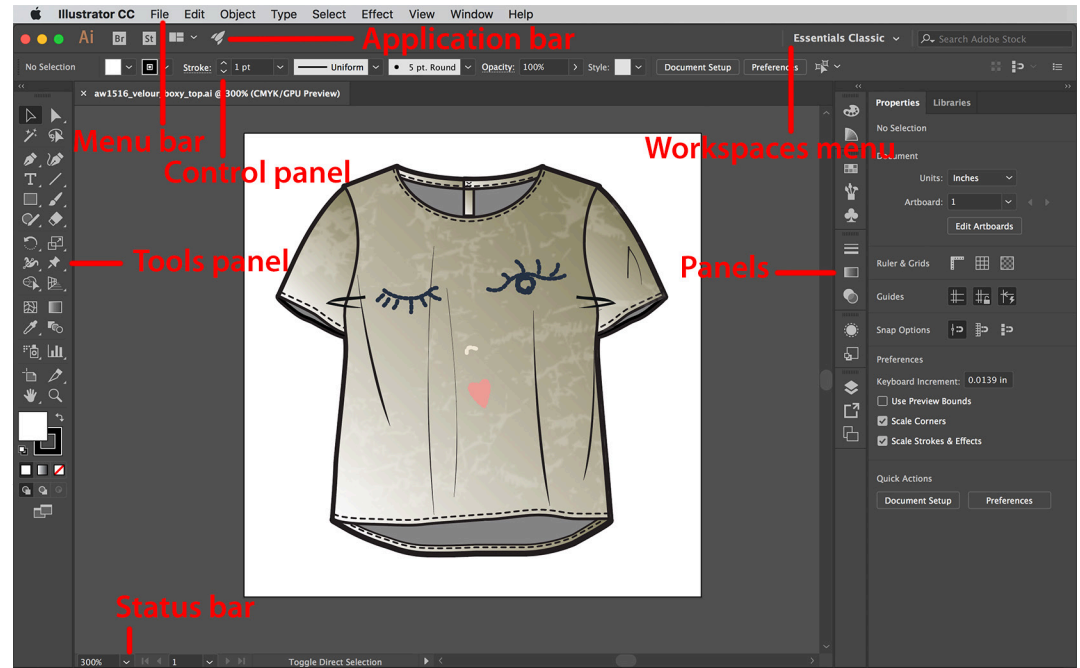 Illustrator CC File Edit Object Type Select Effect View Window Help
Ai Br St Application bar Essentials Classic Search Adobe Stock
No Selection Stroke: 1 pt Uniform 5 pt. Round Opacity: 100% Style: Document Setup Preferences
× aw1516_velour_boxy_top.ai @ 300% (CMYK/GPU Preview)
Properties Libraries
Menu bar
Workspaces menu
No Selection
Control panel
Document
Units: Inches
Artboard: 1
Edit Artboards
Tools panel
Panels
Ruler & Grids
Guides
Snap Options
Preferences
Keyboard Increment: 0.0139 in
Use Preview Bounds
Scale Corners
Scale Strokes & Effects
Quick Actions
Document Setup Preferences
Status bar
300% 1 Toggle Direct Selection